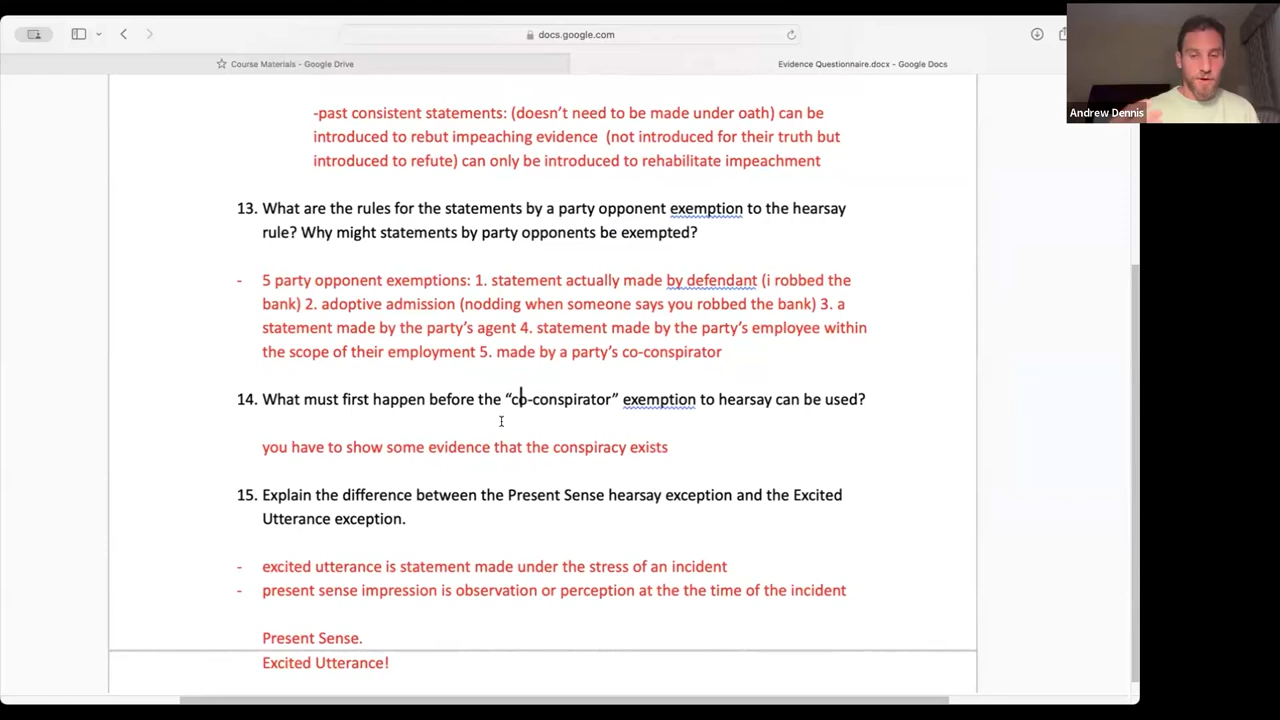 docs.google.com
Course Materials – Google Drive
Evidence Questionnaire.docx - Google Docs
Andrew Dennis
-past consistent statements: (doesn't need to be made under oath) can be
introduced to rebut impeaching evidence (not introduced for their truth but
introduced to refute) can only be introduced to rehabilitate impeachment
13. What are the rules for the statements by a party opponent exemption to the hearsay
rule? Why might statements by party opponents be exempted?
- 5 party opponent exemptions: 1. statement actually made by defendant (i robbed the
bank) 2. adoptive admission (nodding when someone says you robbed the bank) 3. a
statement made by the party's agent 4. statement made by the party's employee within
the scope of their employment 5. made by a party's co-conspirator
14. What must first happen before the “co-conspirator” exemption to hearsay can be used?
you have to show some evidence that the conspiracy exists
15. Explain the difference between the Present Sense hearsay exception and the Excited
Utterance exception.
- excited utterance is statement made under the stress of an incident
- present sense impression is observation or perception at the the time of the incident
Present Sense.
Excited Utterance!